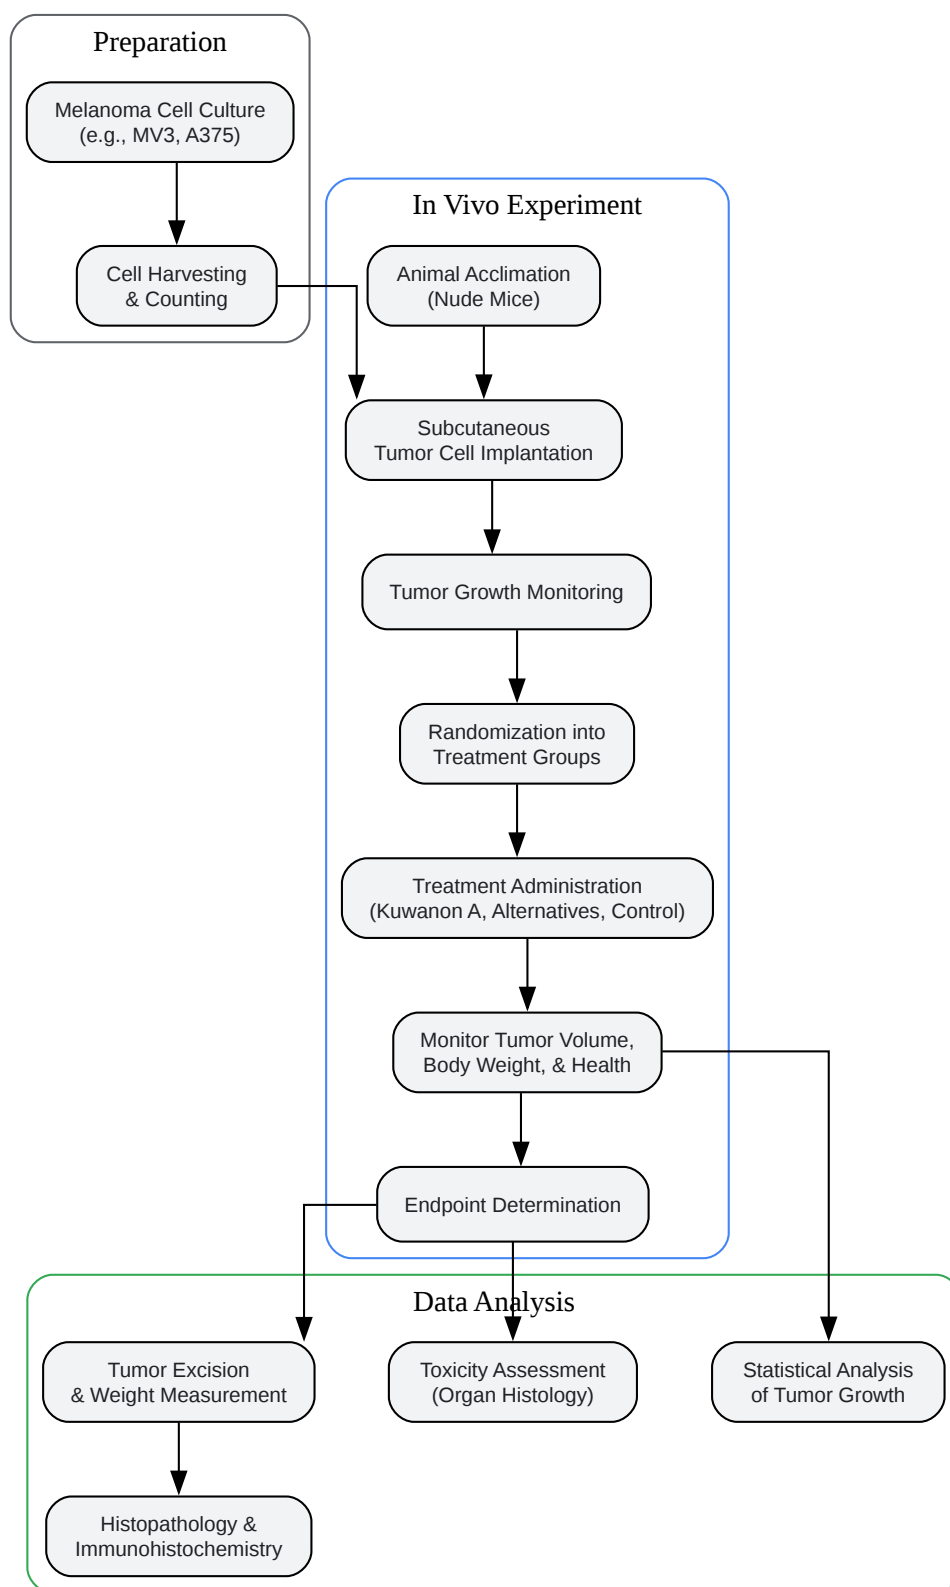 Preparation
Melanoma Cell Culture
(e.g., MV3, A375)
Cell Harvesting
& Counting
In Vivo Experiment
Animal Acclimation
(Nude Mice)
Subcutaneous
Tumor Cell Implantation
Tumor Growth Monitoring
Randomization into
Treatment Groups
Treatment Administration
(Kuwanon A, Alternatives, Control)
Monitor Tumor Volume,
Body Weight, & Health
Endpoint Determination
Data Analysis
Tumor Excision
& Weight Measurement
Toxicity Assessment
(Organ Histology)
Statistical Analysis
of Tumor Growth
Histopathology &
Immunohistochemistry